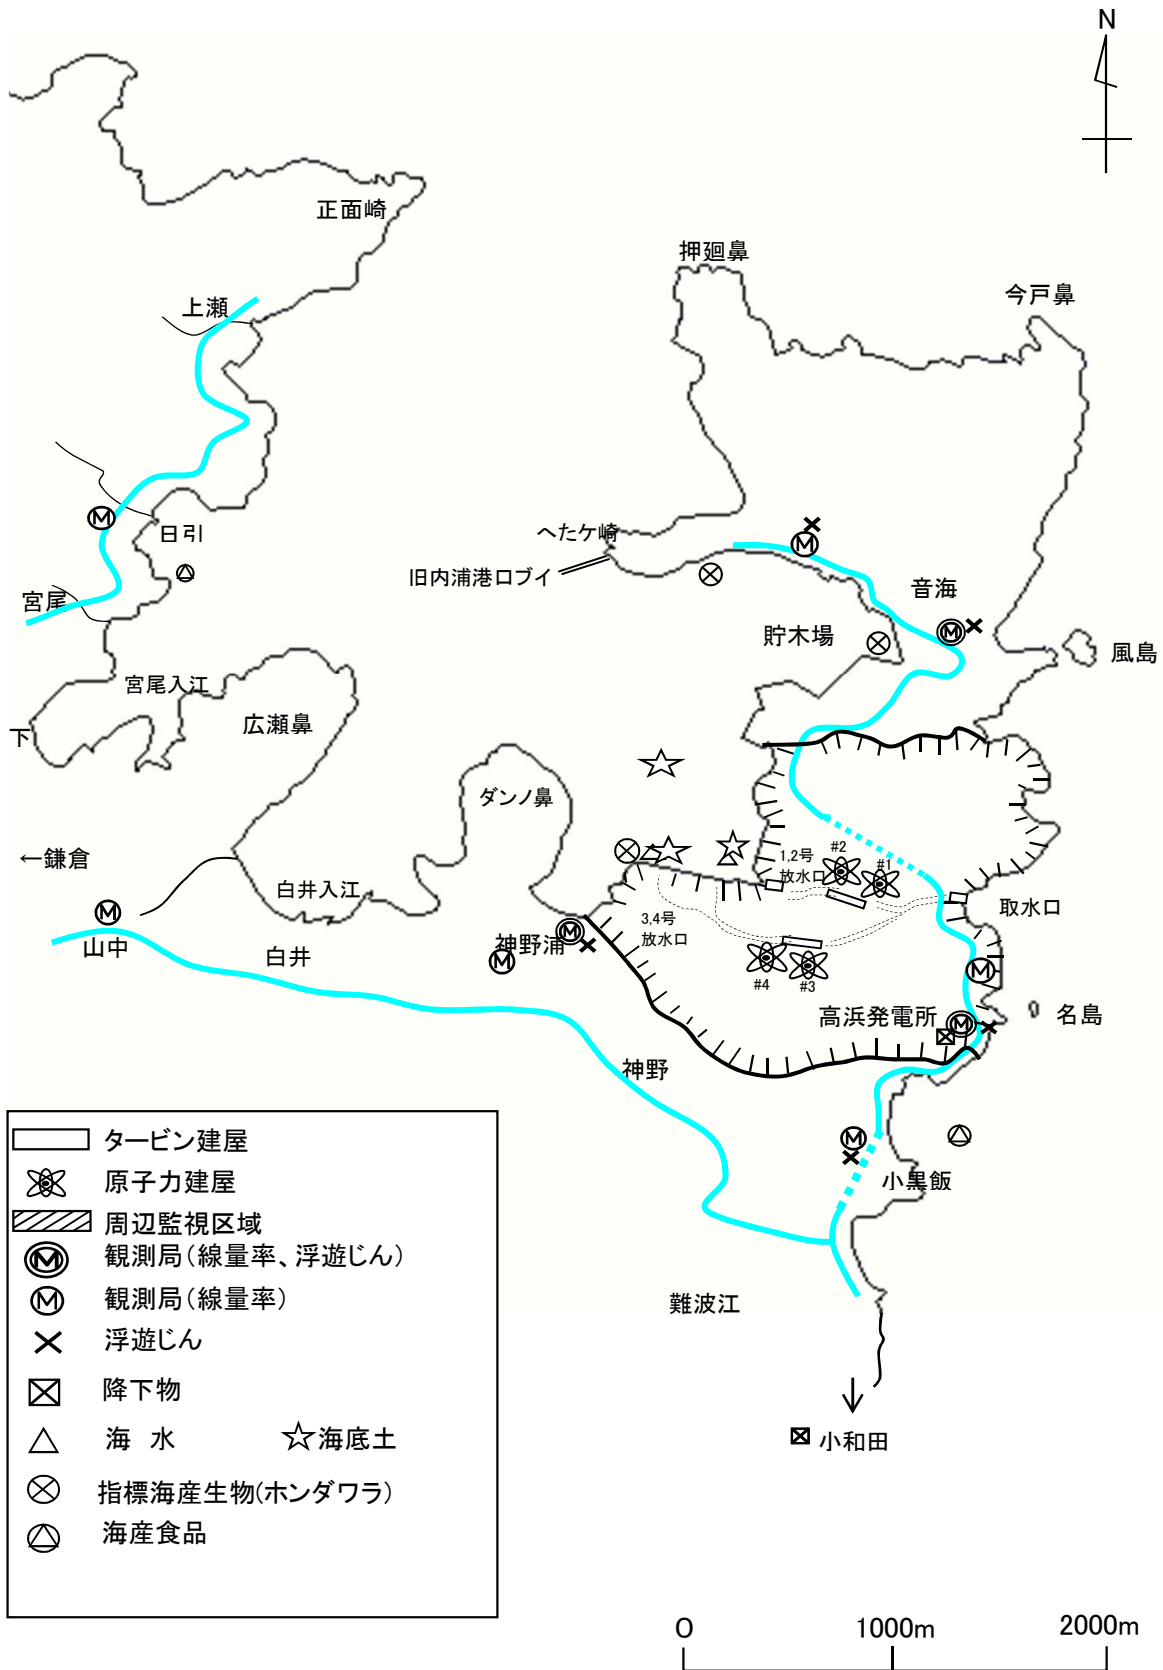 N
正面崎
押廻鼻
今戸鼻
上瀬
日引
へたケ崎
旧内浦港ロブイ
音海
宮尾
貯木場
風島
宮尾入江
広瀬鼻
下
ダンノ鼻
←鎌倉
#2
1,2号
放水口
#1
白井入江
取水口
3,4号
放水口
山中
白井
神野浦
#4
#3
高浜発電所
名島
神野
小黒飯
難波江
小和田
タービン建屋
原子力建屋
周辺監視区域
観測局(線量率、浮遊じん)
観測局(線量率)
浮遊じん
降下物
海 水 海底土
指標海産生物(ホンダワラ)
海産食品
O 1000m 2000m